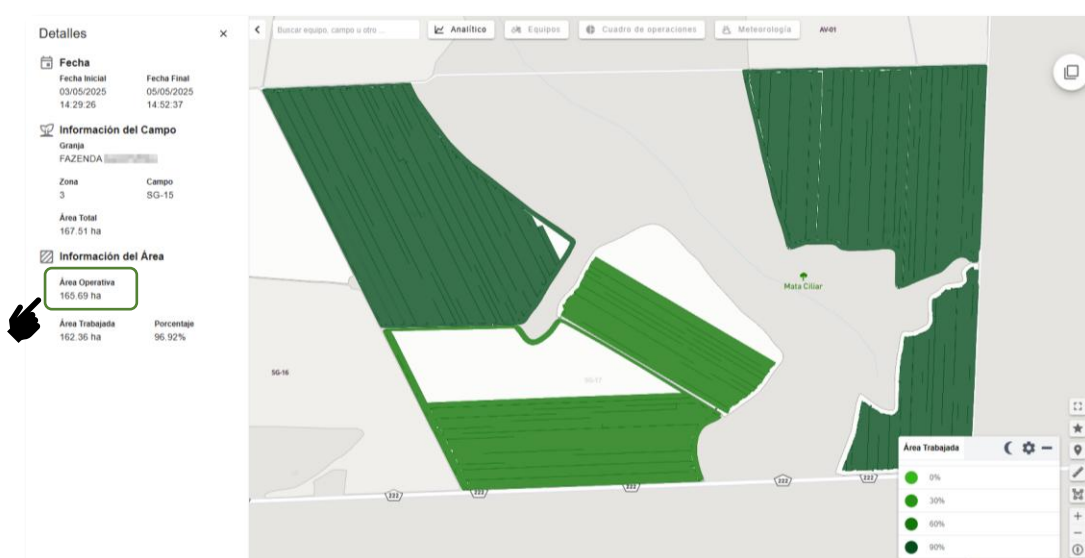 Detalles
×
Fecha
Fecha Inicial Fecha Final
03/05/2025 05/05/2025
14:29:26 14:52:37
Información del Campo
Granja
FAZENDA
Zona Campo
3 SG-15
Área Total
167.51 ha
Información del Área
Área Operativa
165.69 ha
Área Trabajada Porcentaje
162.36 ha 96.92%
Buscar equipo, campo u otro ...
Analítico
Equipos
Cuadro de operaciones
Meteorología
AV-01
Mata Ciliar
SG-16
SG-17
222
222
222
222
222
Área Trabajada
0%
30%
60%
90%